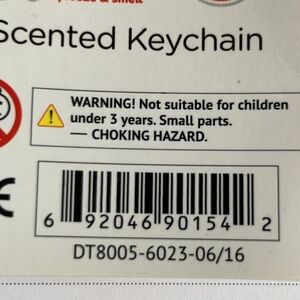 Scented Keychain
WARNING! Not suitable for children
under 3 years. Small parts.
— CHOKING HAZARD.
6 92046 90154 2
DT8005-6023-06/16